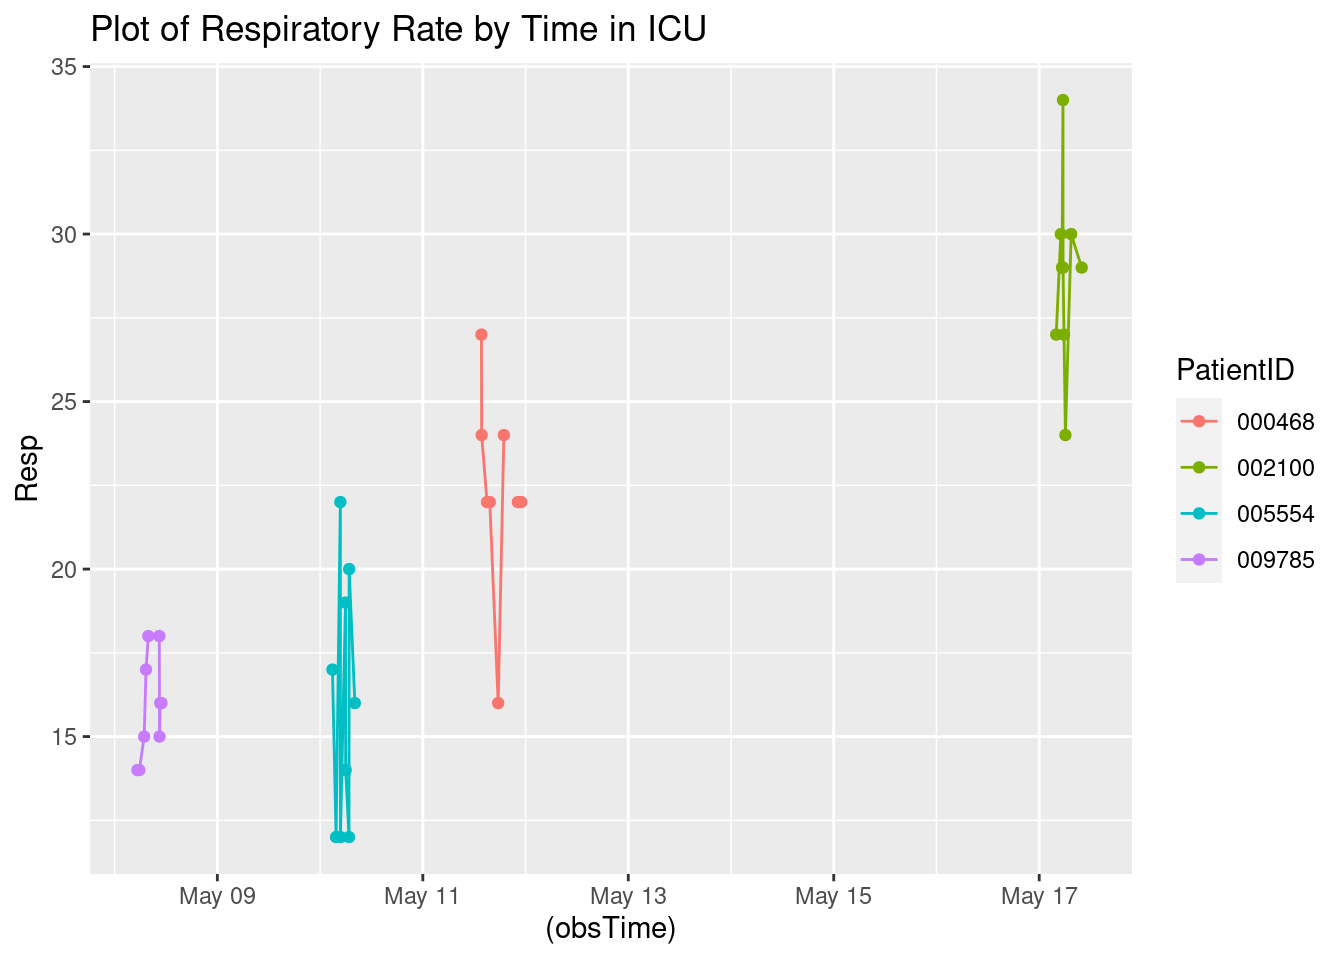 Plot of Respiratory Rate by Time in ICU
35
30
25
20
15
Resp
May 09
May 11
May 13
May 15
May 17
(obsTime)
PatientID
000468
002100
005554
009785